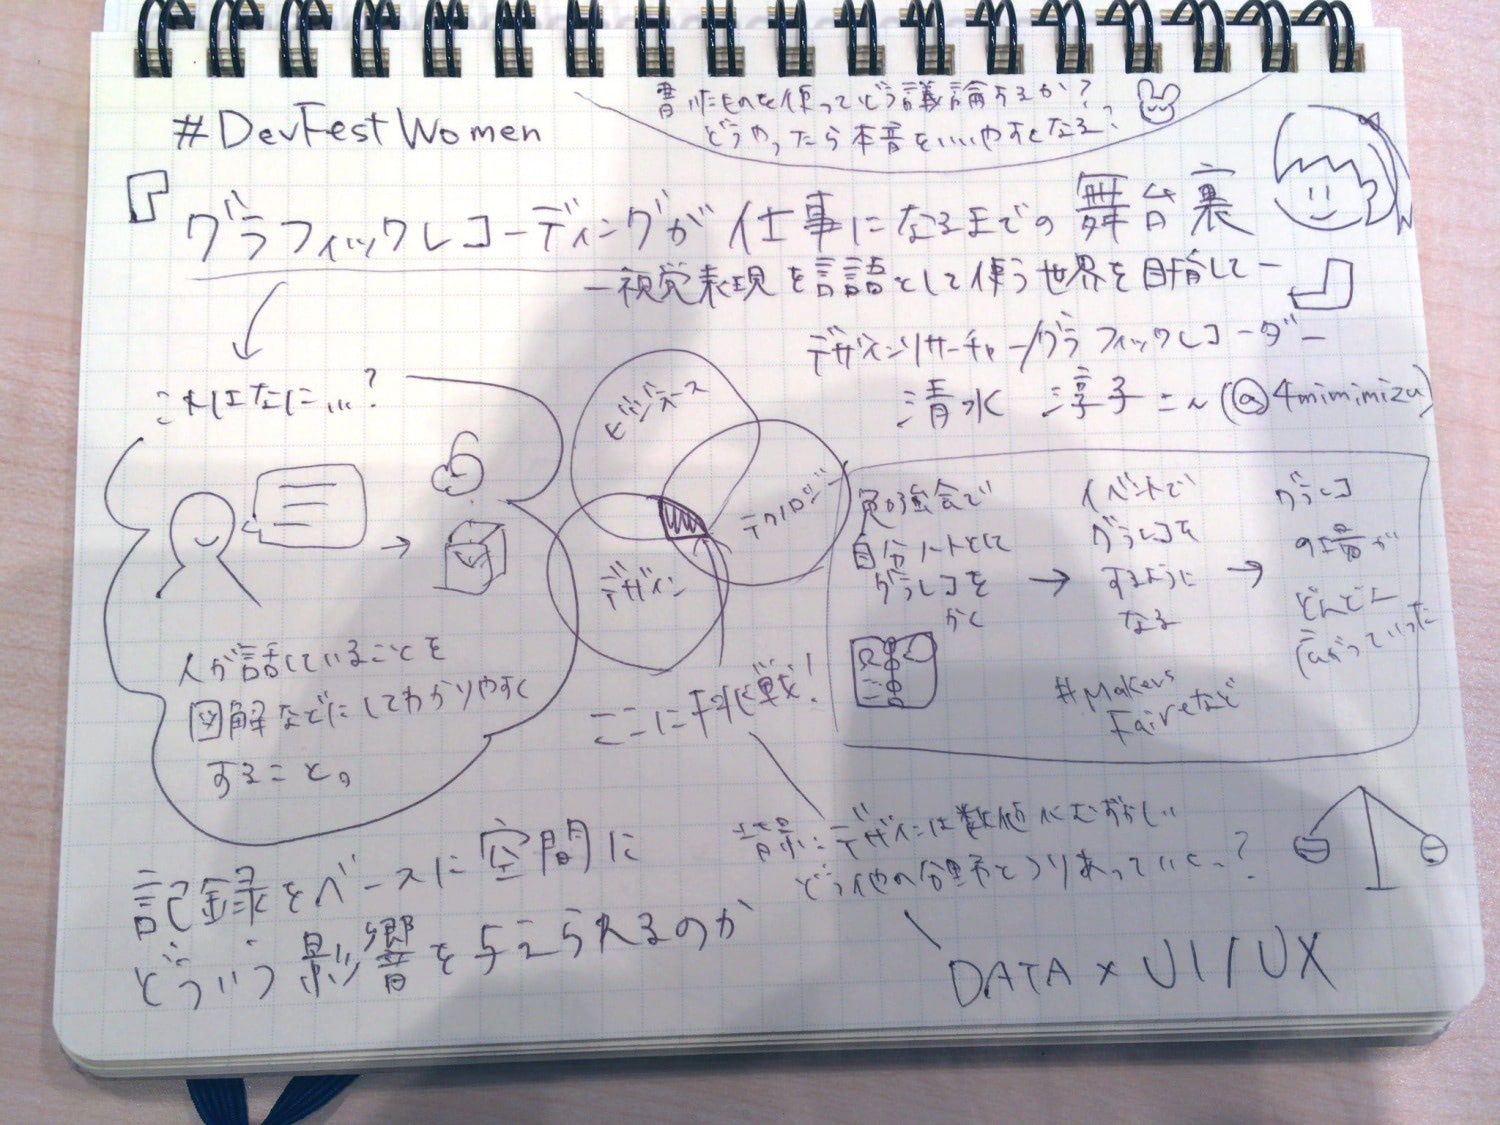 書いたものを使ってどう議論するか?
どうやったら本音をいいやすくなる?
#DevFestWomen
「グラフィックレコーディングが仕事になるまでの舞台裏
ー視覚表現を言語として使う世界を目指してー」
デザインリサーチャー/グラフィックレコーダー
清水 淳子さん(@4mimimizu)
これはなに…?
人が話していることを
図解などにしてわかりやすく
すること。
ビジネス
テクノロジー
デザイン
ここに挑戦!
勉強会で
自分ノートとして
グラレコを
かく
→
イベントで
グラレコを
するように
なる
#Makers
Faireなど
→
グラレコ
の
が
どんどん
広がっていった
背景:デザインは数値化むずかしい
どう他の分野とつりあっていく?
DATA × UI/UX
記録をベースに空間に
どういう影響を与えられるのか